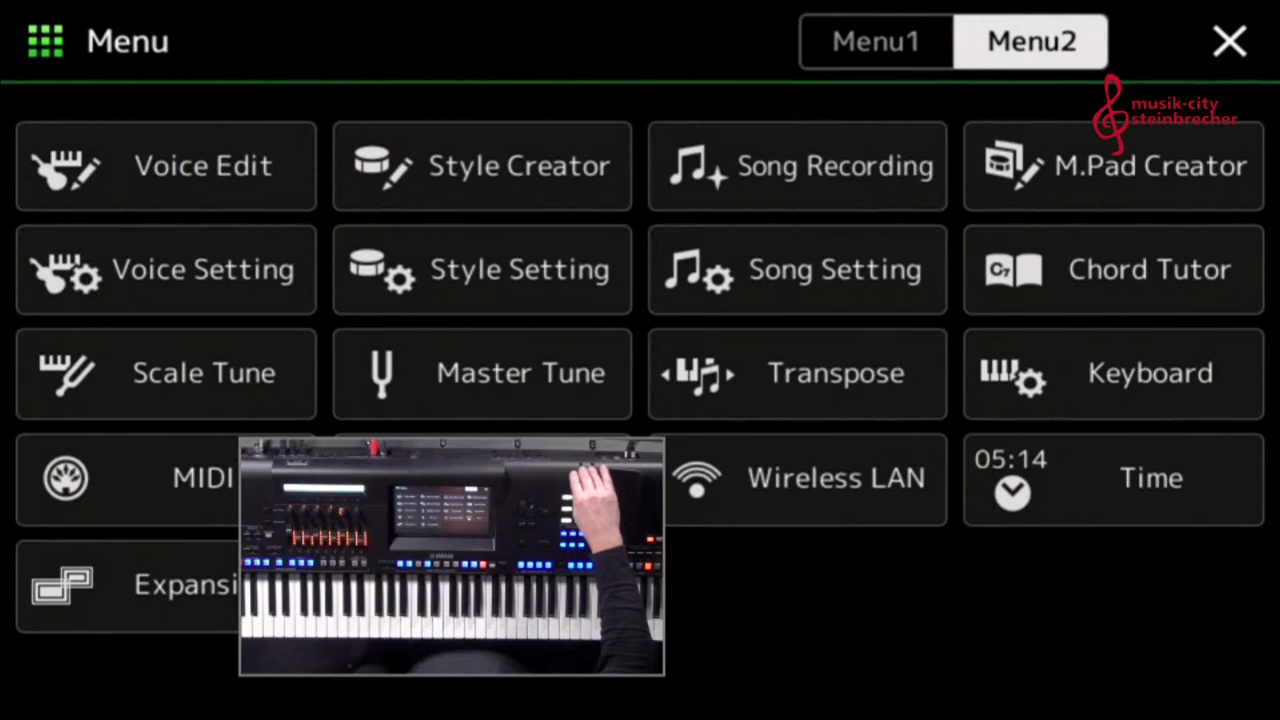 Menu
Menu1
Menu2
musik-city
steinbrecher
Voice Edit
Style Creator
Song Recording
M.Pad Creator
Voice Setting
Style Setting
Song Setting
C7
Chord Tutor
Scale Tune
Master Tune
Transpose
Keyboard
MIDI
Wireless LAN
05:14
Time
Expansi